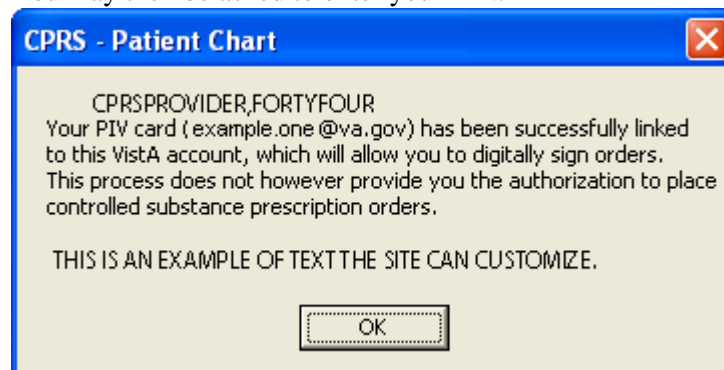 CPRS - Patient Chart
CPRSPROVIDER,FORTYFOUR
Your PIV card (example.one@va.gov) has been successfully linked
to this VistA account, which will allow you to digitally sign orders.
This process does not however provide you the authorization to place
controlled substance prescription orders.
THIS IS AN EXAMPLE OF TEXT THE SITE CAN CUSTOMIZE.
OK